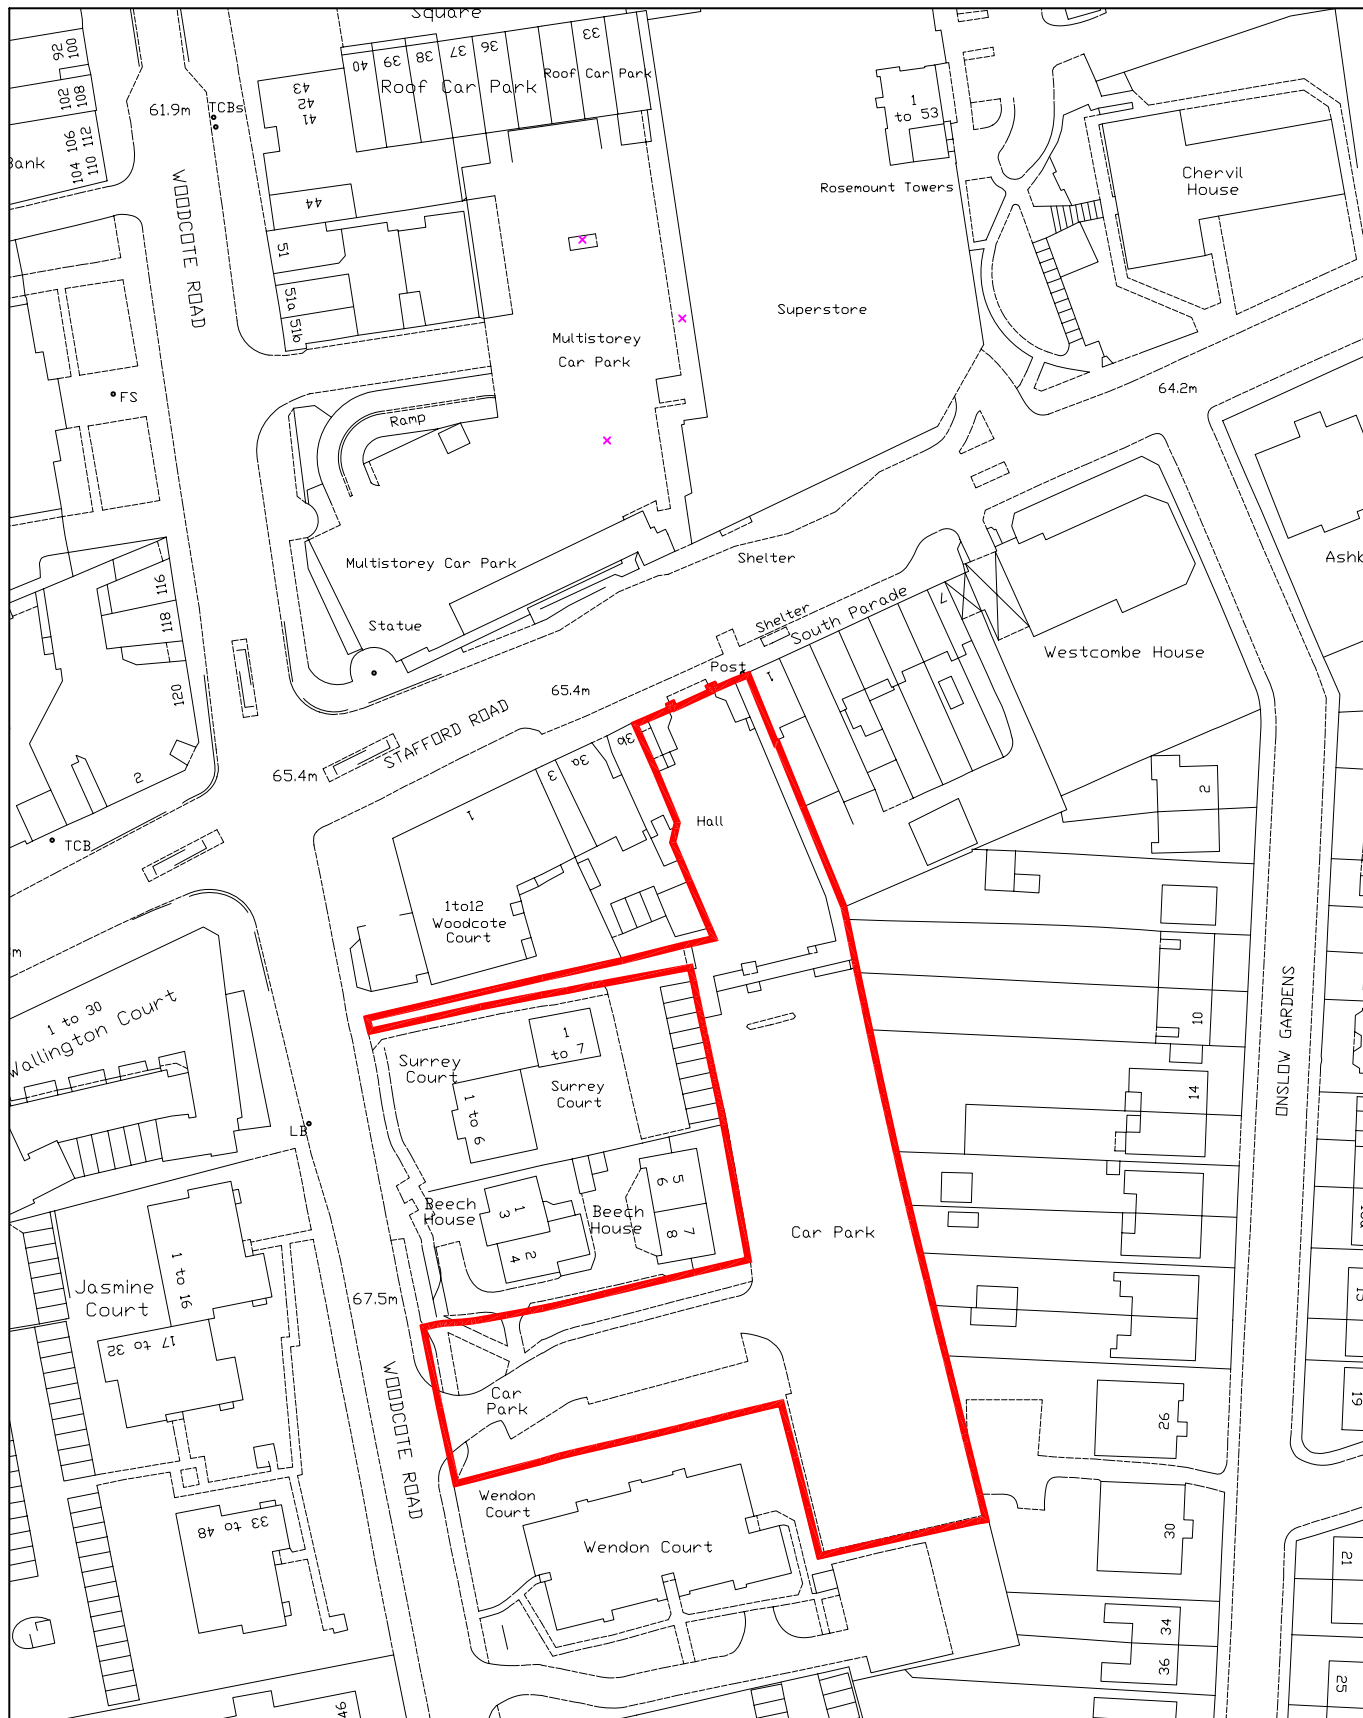 Square
92
100
102
108
104 106
110 112
Bank
61.9m
TCBs
WOODCOTE ROAD
40
39
38
37
36
33
Roof Car Park
Roof Car Park
43
42
41
44
51
51a
51b
1
to 53
Rosemount Towers
Chervil
House
Superstore
Multistorey
Car Park
FS
Ramp
64.2m
Multistorey Car Park
Shelter
Statue
116
118
120
2
Shelter
South Parade
Post
7
1
Westcombe House
Ashk
65.4m
STAFFORD ROAD
65.4m
TCB
3b
3a
3
1
Hall
2
1to12
Woodcote
Court
m
1 to 30
Wallington Court
10
ONSLOW GARDENS
Surrey
Court
1
to 7
Surrey
Court
1 to 6
14
LB
Beech
House
1
3
2
4
Beech
House
5
6
7
8
Car Park
Jasmine
Court
1 to 16
17 to 32
67.5m
WOODCOTE ROAD
Car
Park
15
19
26
Wendon
Court
Wendon Court
33 to 48
30
21
34
36
25
46